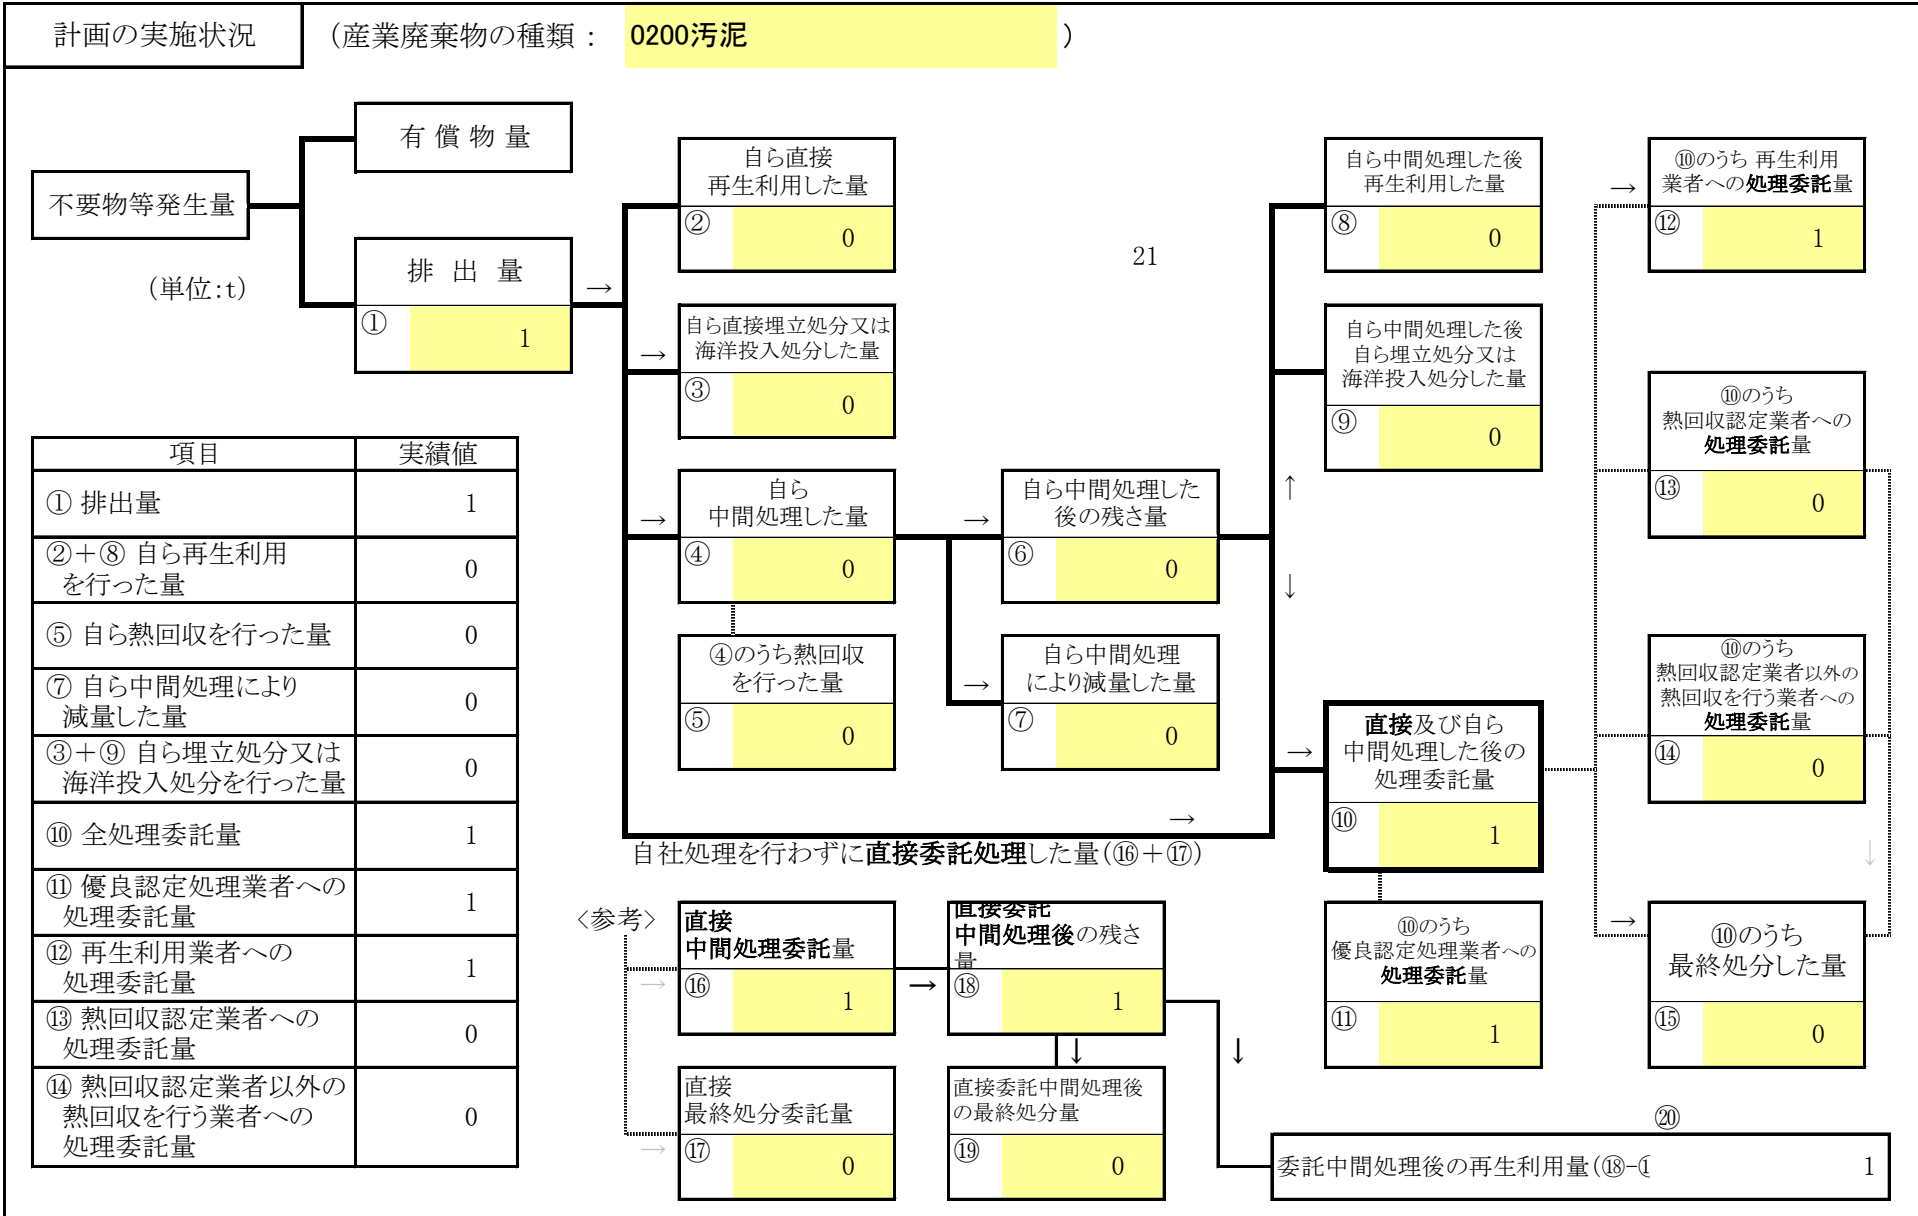 計画の実施状況
（産業廃棄物の種類： 0200汚泥 ）
不要物等発生量
（単位:t）
有 償 物 量
排 出 量
① 1
→
自ら直接
再生利用した量
② 0
→
自ら直接埋立処分又は
海洋投入処分した量
③ 0
→
自ら
中間処理した量
④ 0
④のうち熱回収
を行った量
⑤ 0
→
自ら中間処理した
後の残さ量
⑥ 0
→
自ら中間処理
により減量した量
⑦ 0
21
自ら中間処理した後
再生利用した量
⑧ 0
自ら中間処理した後
自ら埋立処分又は
海洋投入処分した量
⑨ 0
↑
↓
→
直接及び自ら
中間処理した後の
処理委託量
⑩ 1
→
自社処理を行わずに直接委託処理した量(⑯＋⑰)
⑩のうち
優良認定処理業者への
処理委託量
⑪ 1
→
⑩のうち 再生利用
業者への処理委託量
⑫ 1
⑩のうち
熱回収認定業者への
処理委託量
⑬ 0
⑩のうち
熱回収認定業者以外の
熱回収を行う業者への
処理委託量
⑭ 0
↓
→
⑩のうち
最終処分した量
⑮ 0
項目 実績値
① 排出量 1
②＋⑧ 自ら再生利用
を行った量 0
⑤ 自ら熱回収を行った量 0
⑦ 自ら中間処理により
減量した量 0
③＋⑨ 自ら埋立処分又は
海洋投入処分を行った量 0
⑩ 全処理委託量 1
⑪ 優良認定処理業者への
処理委託量 1
⑫ 再生利用業者への
処理委託量 1
⑬ 熱回収認定業者への
処理委託量 0
⑭ 熱回収認定業者以外の
熱回収を行う業者への
処理委託量 0
〈参考〉
→
直接
中間処理委託量
⑯ 1
→
直接委託
中間処理後の残さ
量
⑱ 1
↓
↓
→
直接
最終処分委託量
⑰ 0
直接委託中間処理後
の最終処分量
⑲ 0
⑳
委託中間処理後の再生利用量(⑱-
1